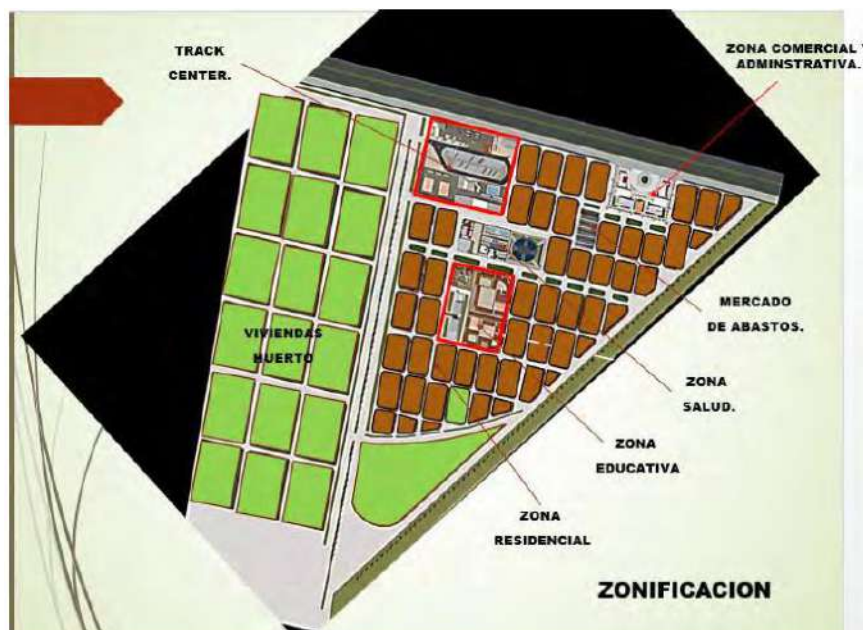 TRACK
CENTER.
ZONA COMERCIAL Y
ADMINSTRATIVA.
VIVIENDAS
HUERTO
MERCADO
DE ABASTOS.
ZONA
SALUD.
ZONA
EDUCATIVA
ZONA
RESIDENCIAL
ZONIFICACION